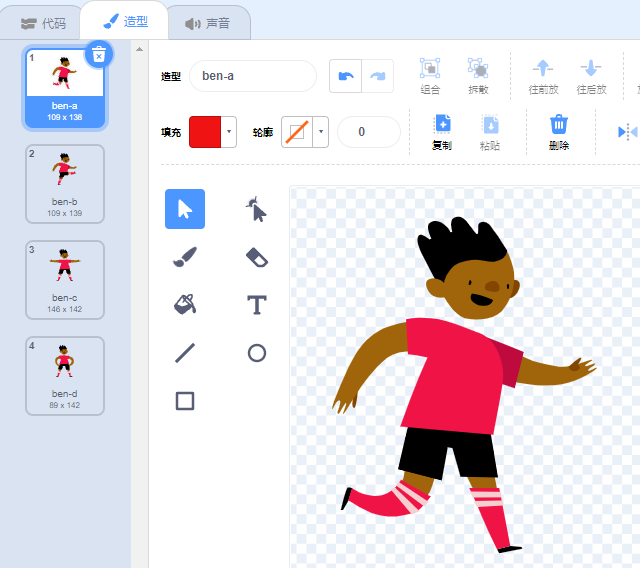 代码
造型
声音
1
ben-a
109 x 138
2
ben-b
109 x 139
3
ben-c
146 x 142
4
ben-d
89 x 142
造型
ben-a
组合
拆散
往前放
往后放
填充
轮廓
0
复制
粘贴
删除
T